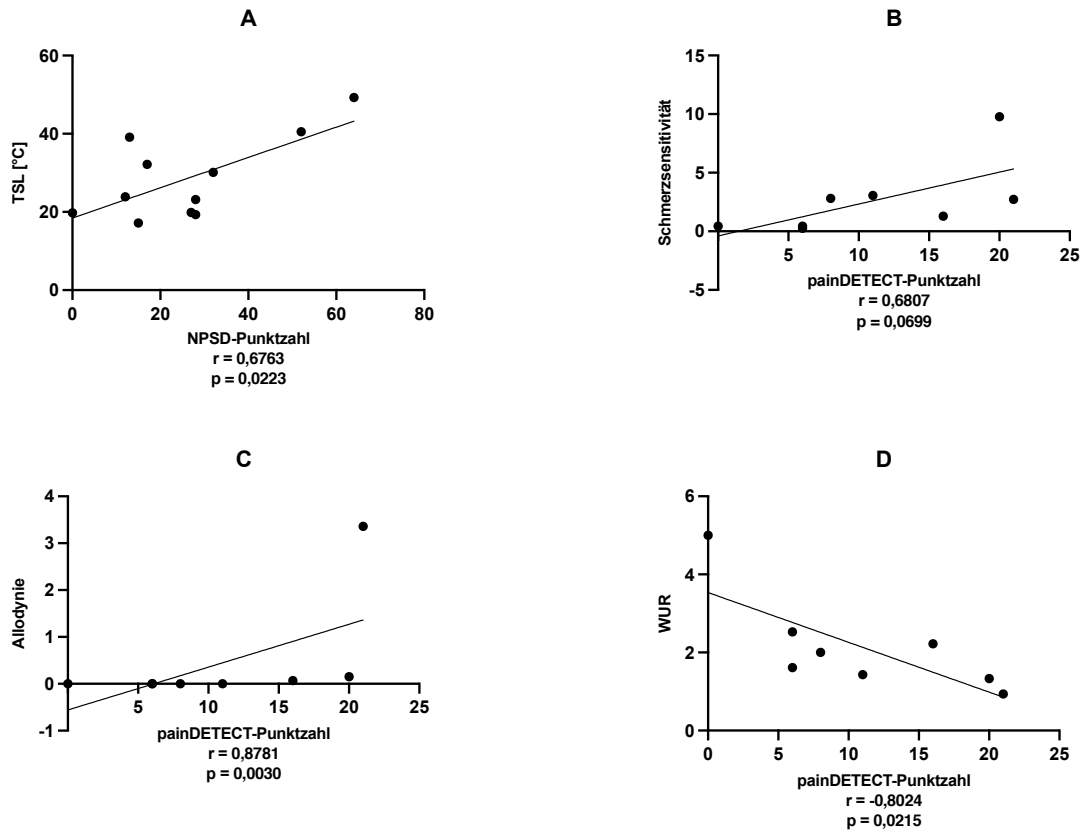 A
60
40
20
0
TSL [°C]
0 20 40 60 80
NPSD-Punktzahl
r = 0,6763
p = 0,0223
B
15
10
5
0
-5
Schmerzsensitivität
5 10 15 20 25
painDETECT-Punktzahl
r = 0,6807
p = 0,0699
C
4
3
2
1
0
-1
Allodynie
5 10 15 20 25
painDETECT-Punktzahl
r = 0,8781
p = 0,0030
D
6
4
2
0
WUR
0 5 10 15 20 25
painDETECT-Punktzahl
r = -0,8024
p = 0,0215